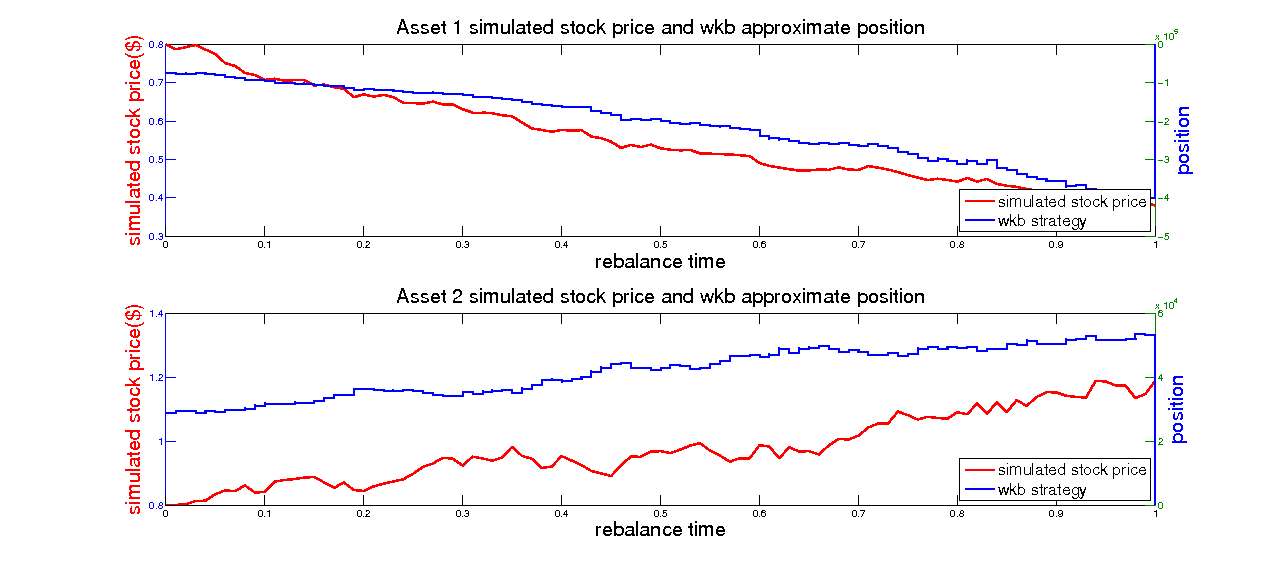 Asset 1 simulated stock price and wkb approximate position
simulated stock price($)
0.8
0.7
0.6
0.5
0.4
0.3
x 10^5
0
-1
-2
-3
-4
-5
position
simulated stock price
wkb strategy
0 0.1 0.2 0.3 0.4 0.5 0.6 0.7 0.8 0.9 1
rebalance time
Asset 2 simulated stock price and wkb approximate position
simulated stock price($)
1.4
1.2
1
0.8
x 10^4
6
4
2
0
position
simulated stock price
wkb strategy
0 0.1 0.2 0.3 0.4 0.5 0.6 0.7 0.8 0.9 1
rebalance time